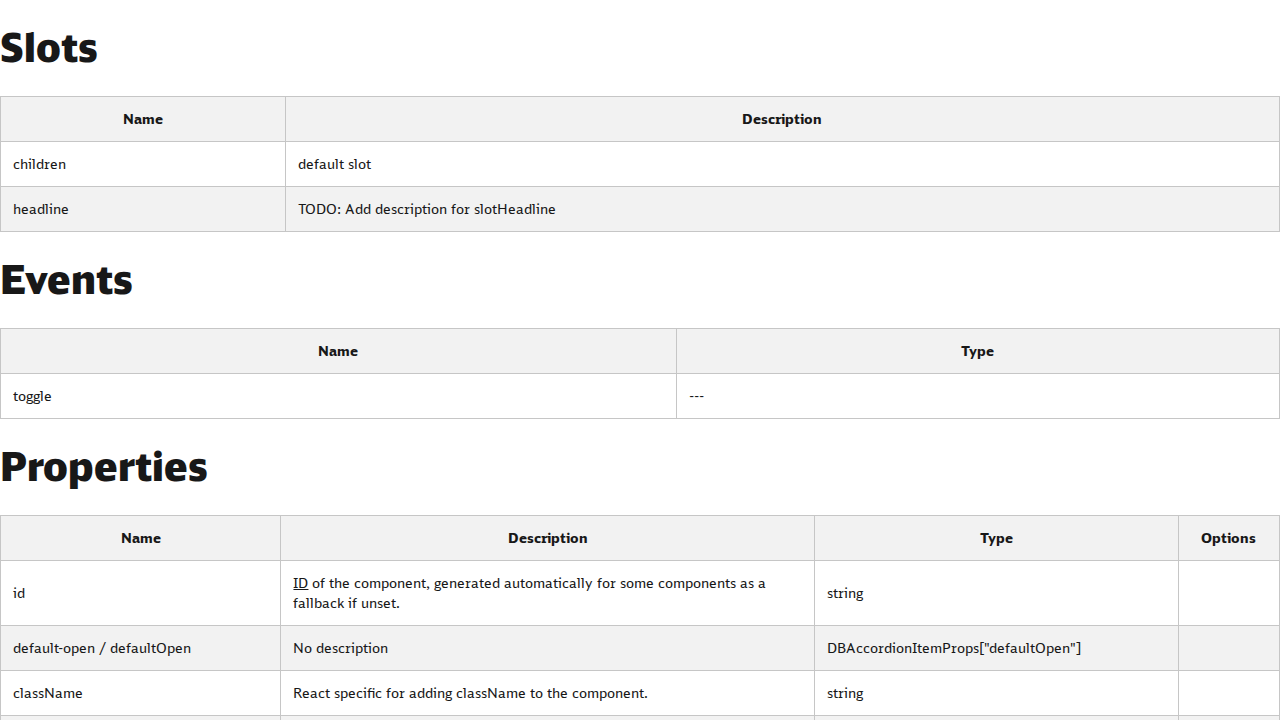 Slots
Name Description
children default slot
headline TODO: Add description for slotHeadline
Events
Name Type
toggle ---
Properties
Name Description Type Options
id ID of the component, generated automatically for some components as a fallback if unset. string
default-open / defaultOpen No description DBAccordionItemProps["defaultOpen"]
className React specific for adding className to the component. string